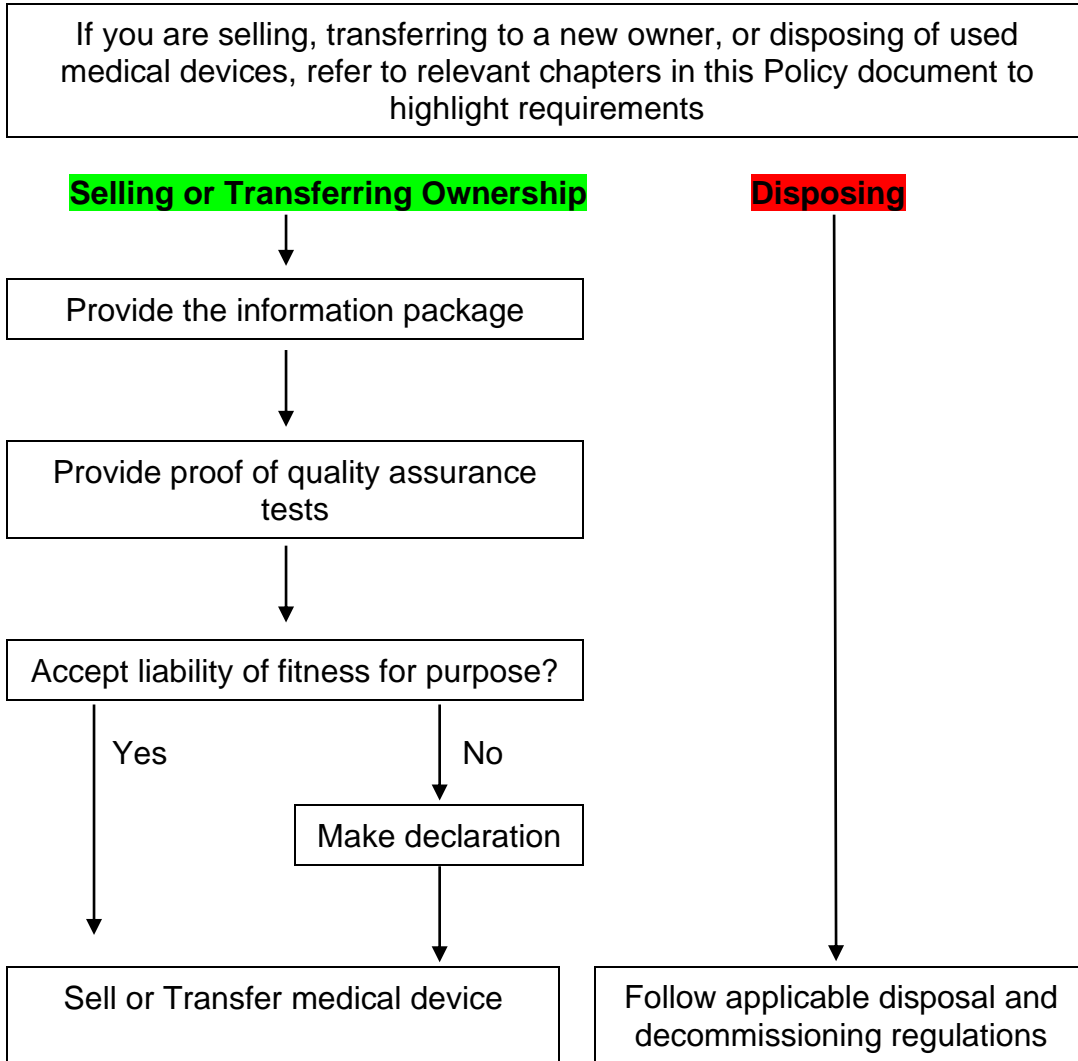 If you are selling, transferring to a new owner, or disposing of used
medical devices, refer to relevant chapters in this Policy document to
highlight requirements
Selling or Transferring Ownership
Disposing
Provide the information package
Provide proof of quality assurance
tests
Accept liability of fitness for purpose?
Yes
No
Make declaration
Sell or Transfer medical device
Follow applicable disposal and
decommissioning regulations